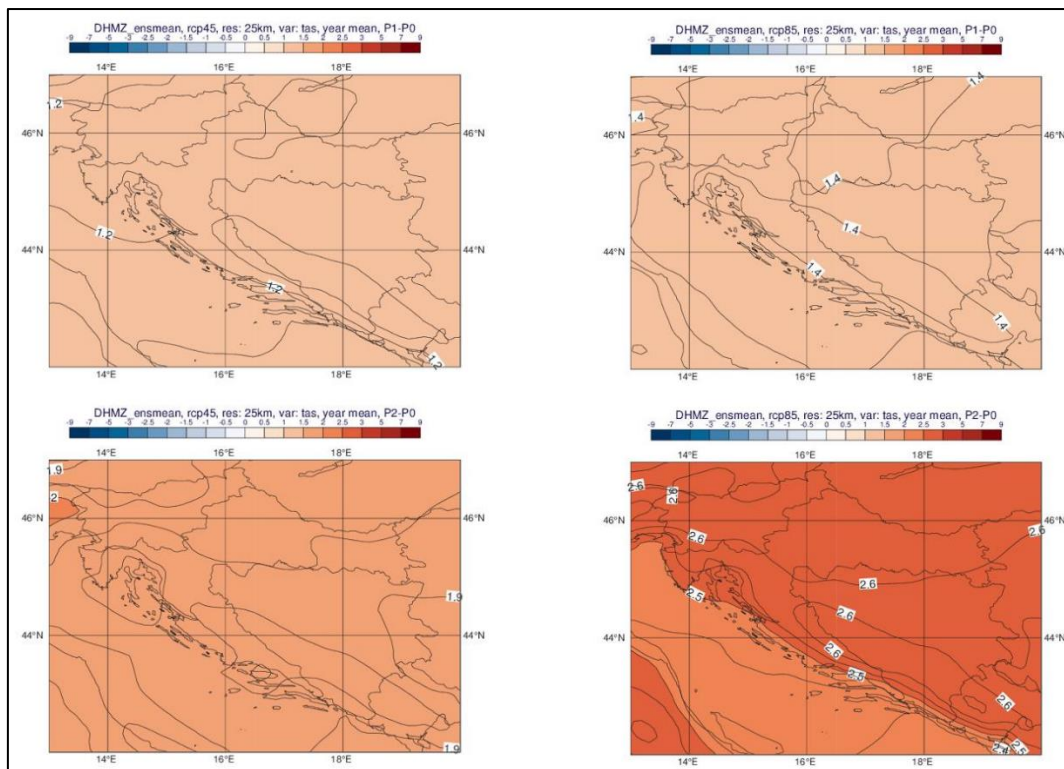 DHMZ_ensmean, rcp45, res: 25km, var: tas, year mean, P1-P0
-9 -7 -5 -3 -2.5 -2 -1.5 -1 -0.5 0 0.5 1 1.5 2 2.5 3 5 7 9
14°E 16°E 18°E
1.2
46°N 46°N
1.2
44°N 44°N
1.2
1.2
14°E 16°E 18°E
DHMZ_ensmean, rcp85, res: 25km, var: tas, year mean, P1-P0
-9 -7 -5 -3 -2.5 -2 -1.5 -1 -0.5 0 0.5 1 1.5 2 2.5 3 5 7 9
14°E 16°E 18°E
1.4
1.4
46°N 46°N
1.4
1.4
44°N 44°N
1.4
1.4
14°E 16°E 18°E
DHMZ_ensmean, rcp45, res: 25km, var: tas, year mean, P2-P0
-9 -7 -5 -3 -2.5 -2 -1.5 -1 -0.5 0 0.5 1 1.5 2 2.5 3 5 7 9
14°E 16°E 18°E
1.9
2
46°N 46°N
1.9
44°N 44°N
1.9
14°E 16°E 18°E
DHMZ_ensmean, rcp85, res: 25km, var: tas, year mean, P2-P0
-9 -7 -5 -3 -2.5 -2 -1.5 -1 -0.5 0 0.5 1 1.5 2 2.5 3 5 7 9
14°E 16°E 18°E
2.6 2.6
46°N 46°N
2.6 2.6
2.6
2.5
2.6
44°N 44°N
2.6
2.5
2.6
2.4 2.5
14°E 16°E 18°E